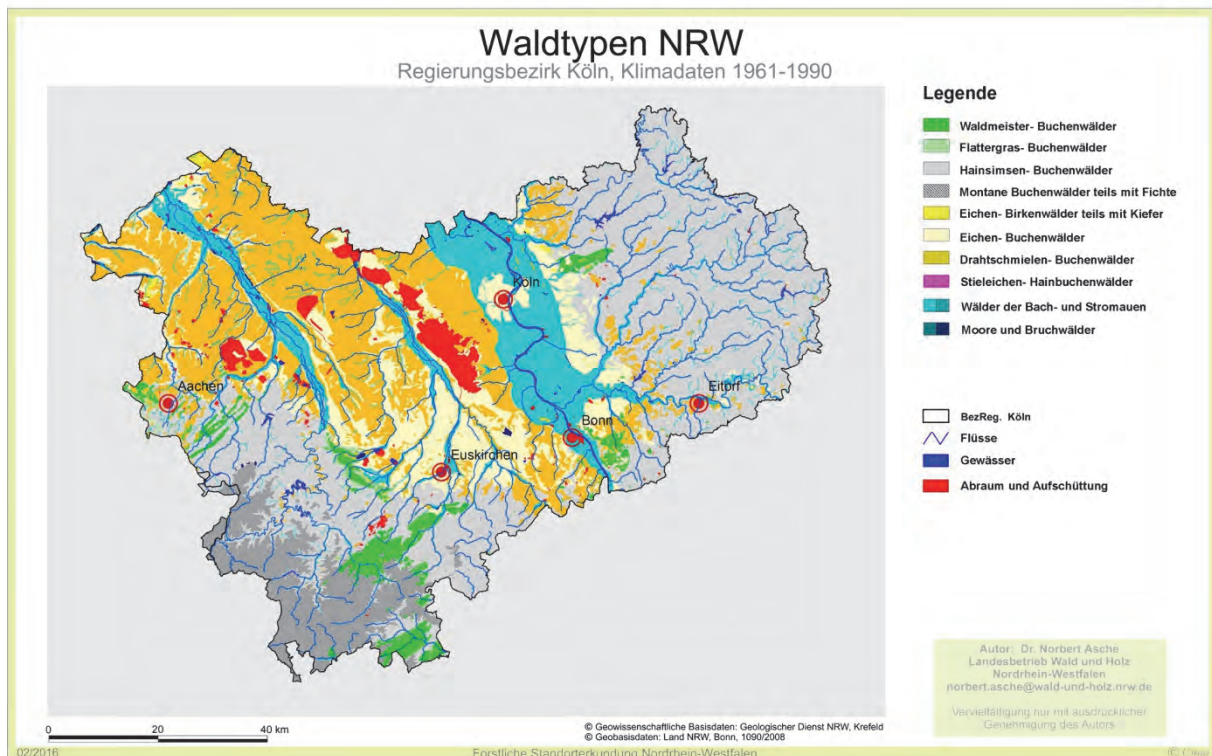 Waldtypen NRW
Regierungsbezirk Köln, Klimadaten 1961-1990
Legende
Waldmeister- Buchenwälder
Flattergras- Buchenwälder
Hainsimsen- Buchenwälder
Montane Buchenwälder teils mit Fichte
Eichen- Birkenwälder teils mit Kiefer
Eichen- Buchenwälder
Drahtschmielen- Buchenwälder
Stieleichen- Hainbuchenwälder
Wälder der Bach- und Stromauen
Moore und Bruchwälder
BezReg. Köln
Flüsse
Gewässer
Abraum und Aufschüttung
Köln
Aachen
Eitorf
Bonn
Euskirchen
Autor: Dr. Norbert Asche
Landesbetrieb Wald und Holz
Nordrhein-Westfalen
norbert.asche@wald-und-holz.nrw.de
Vervielfältigung nur mit ausdrücklicher
Genehmigung des Autors
0 20 40 km
© Geowissenschaftliche Basisdaten: Geologischer Dienst NRW, Krefeld
© Geobasisdaten: Land NRW, Bonn, 1090/2008
02/2016 Forstliche Standorterkundung Nordrhein-Westfalen